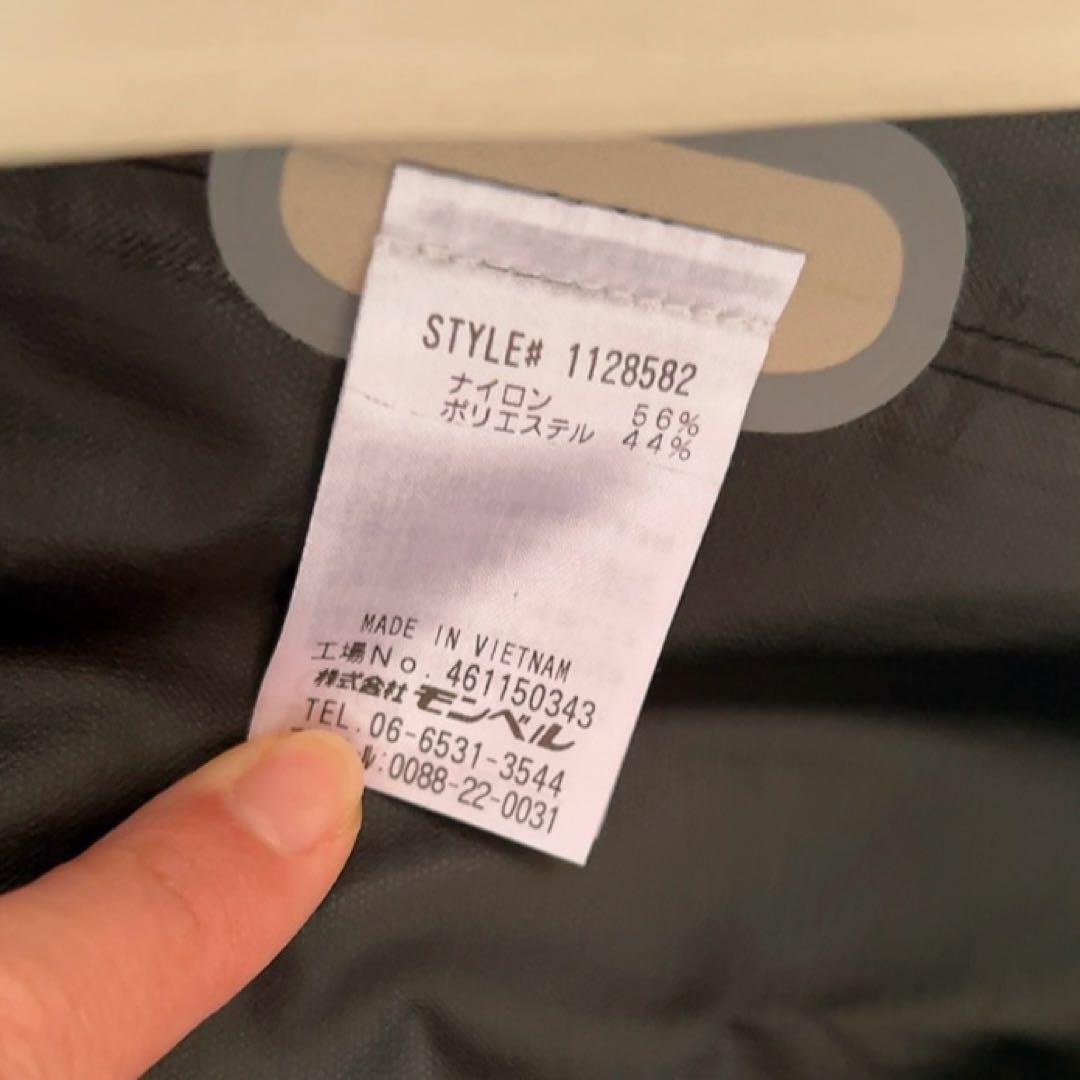 STYLE# 1128582
ナイロン 56%
ポリエステル 44%
MADE IN VIETNAM
工場No. 461150343
株式会社モンベル
TEL. 06-6531-3544
:0088-22-0031